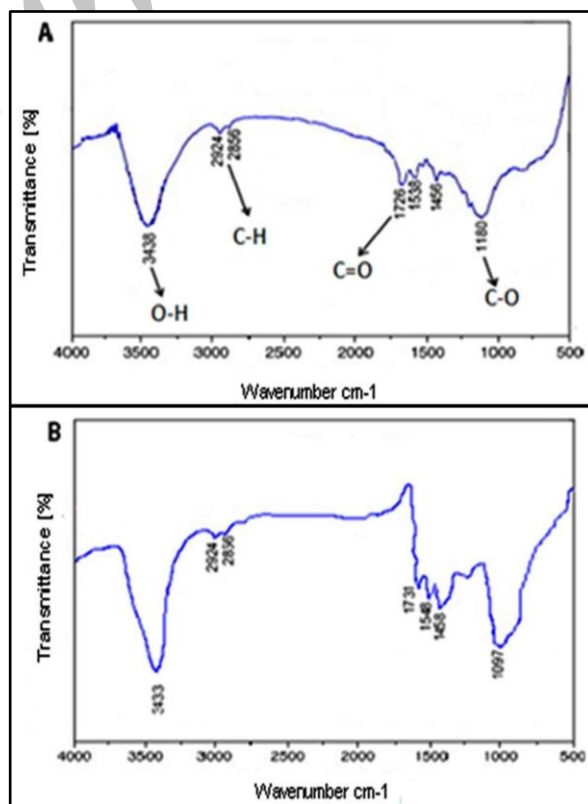 A
Transmittance [%]
2924
2856
3438
1726
1538
1456
1180
C-H
C=O
C-O
O-H
4000 3500 3000 2500 2000 1500 1000 500
Wavenumber cm-1
B
Transmittance [%]
2924
2856
1731
1548
1458
1097
3433
4000 3500 3000 2500 2000 1500 1000 500
Wavenumber cm-1